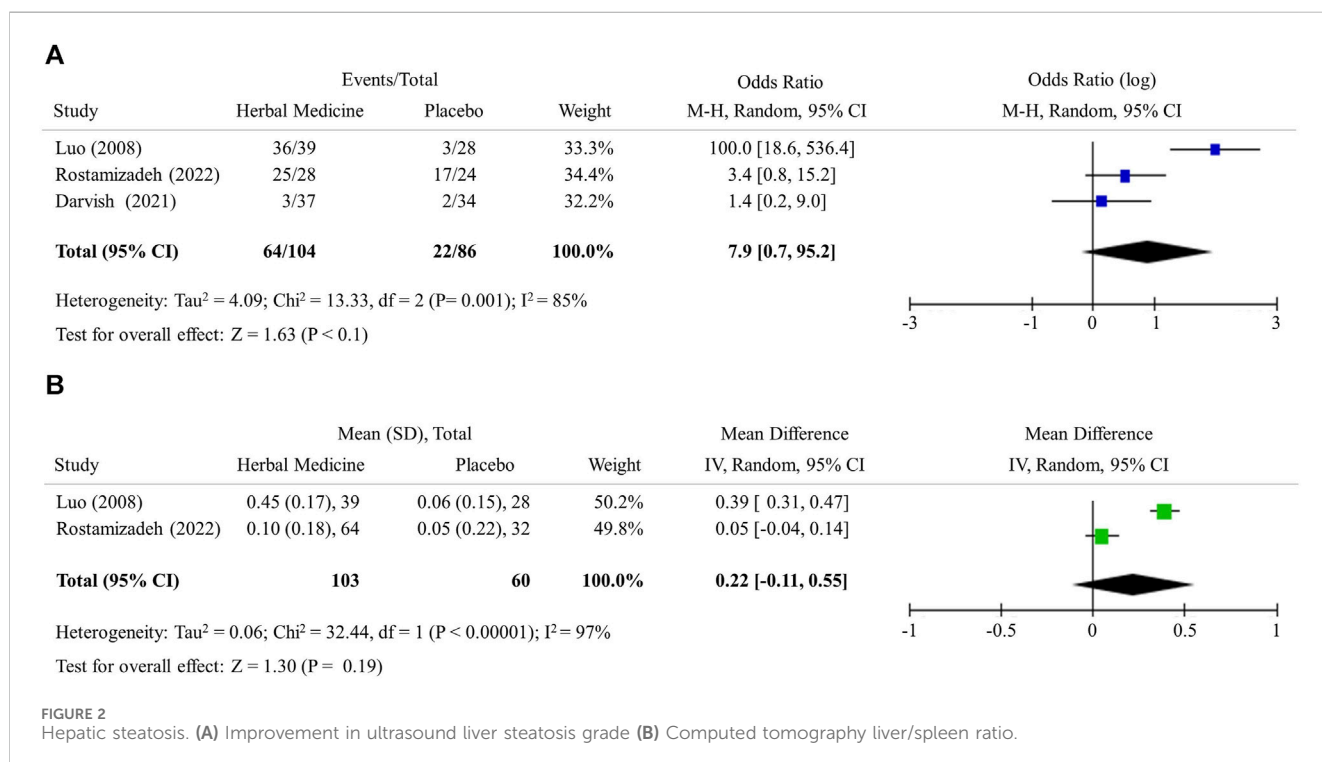 A
Events/Total Odds Ratio Odds Ratio (log)
Study Herbal Medicine Placebo Weight M-H, Random, 95% CI M-H, Random, 95% CI
Luo (2008) 36/39 3/28 33.3% 100.0 [18.6, 536.4]
Rostamizadeh (2022) 25/28 17/24 34.4% 3.4 [0.8, 15.2]
Darvish (2021) 3/37 2/34 32.2% 1.4 [0.2, 9.0]
Total (95% CI) 64/104 22/86 100.0% 7.9 [0.7, 95.2]
Heterogeneity: Tau² = 4.09; Chi² = 13.33, df = 2 (P= 0.001); I² = 85%
-3 -1 0 1 3
Test for overall effect: Z = 1.63 (P < 0.1)
B
Mean (SD), Total Mean Difference Mean Difference
Study Herbal Medicine Placebo Weight IV, Random, 95% CI IV, Random, 95% CI
Luo (2008) 0.45 (0.17), 39 0.06 (0.15), 28 50.2% 0.39 [ 0.31, 0.47]
Rostamizadeh (2022) 0.10 (0.18), 64 0.05 (0.22), 32 49.8% 0.05 [-0.04, 0.14]
Total (95% CI) 103 60 100.0% 0.22 [-0.11, 0.55]
Heterogeneity: Tau² = 0.06; Chi² = 32.44, df = 1 (P < 0.00001); I² = 97%
-1 -0.5 0 0.5 1
Test for overall effect: Z = 1.30 (P = 0.19)
FIGURE 2
Hepatic steatosis. (A) Improvement in ultrasound liver steatosis grade (B) Computed tomography liver/spleen ratio.